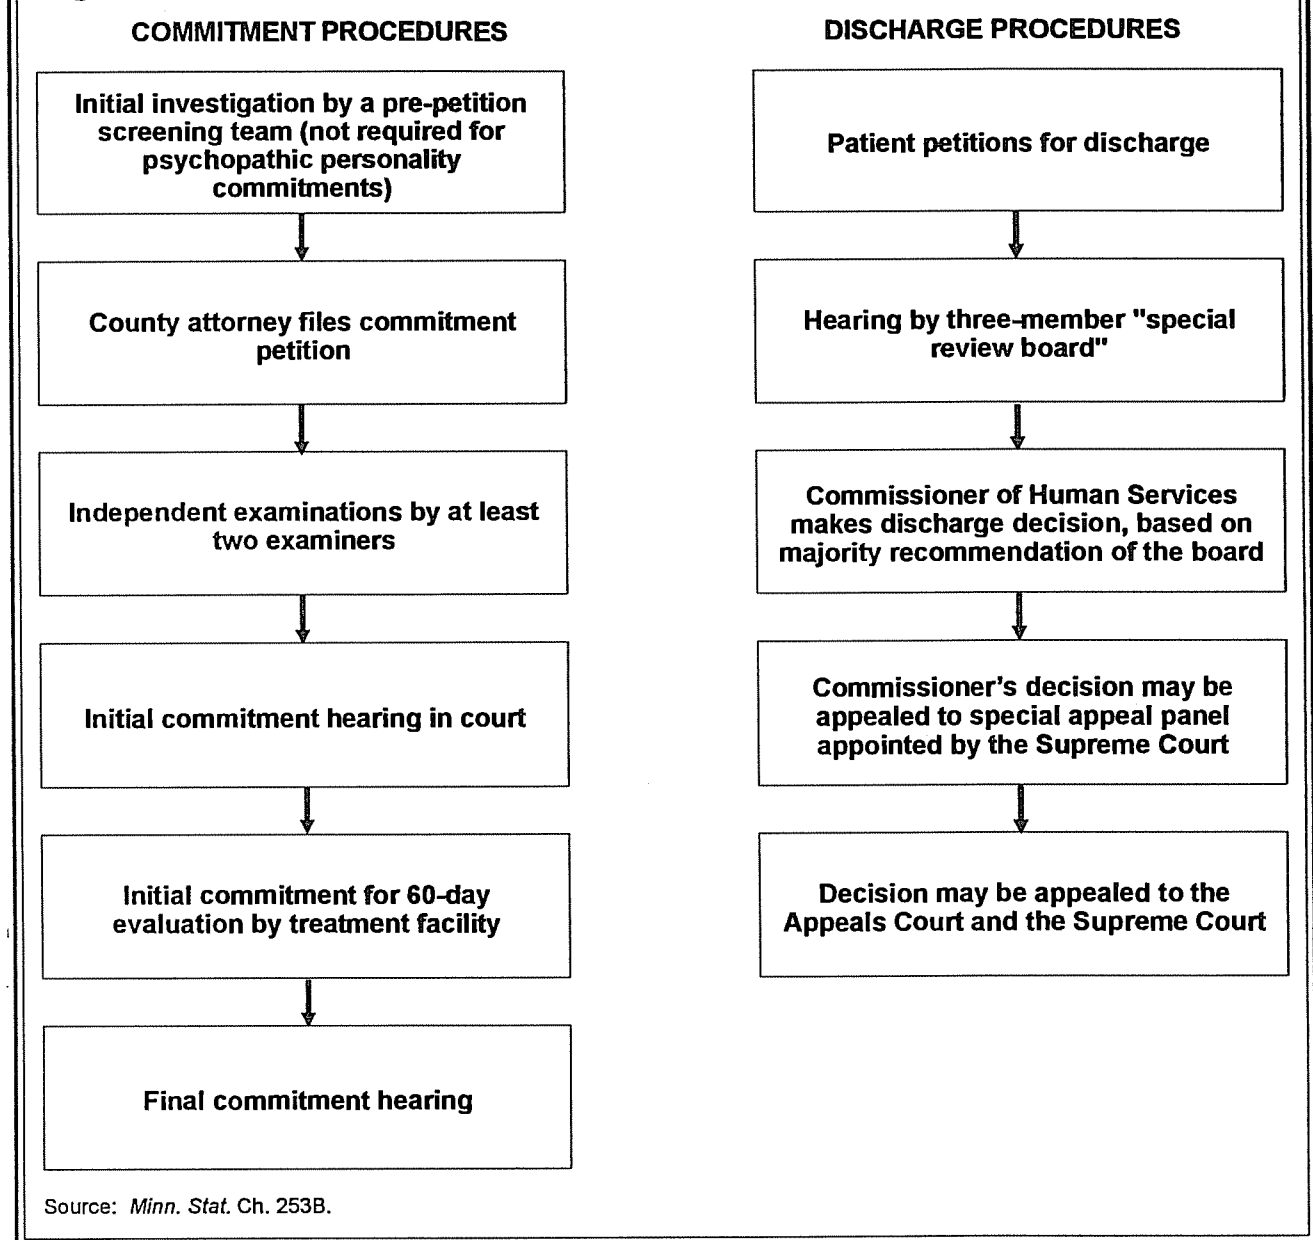 COMMITMENT PROCEDURES
Initial investigation by a pre-petition
screening team (not required for
psychopathic personality
commitments)
County attorney files commitment
petition
Independent examinations by at least
two examiners
Initial commitment hearing in court
Initial commitment for 60-day
evaluation by treatment facility
Final commitment hearing
DISCHARGE PROCEDURES
Patient petitions for discharge
Hearing by three-member "special
review board"
Commissioner of Human Services
makes discharge decision, based on
majority recommendation of the board
Commissioner's decision may be
appealed to special appeal panel
appointed by the Supreme Court
Decision may be appealed to the
Appeals Court and the Supreme Court
Source: Minn. Stat. Ch. 253B.